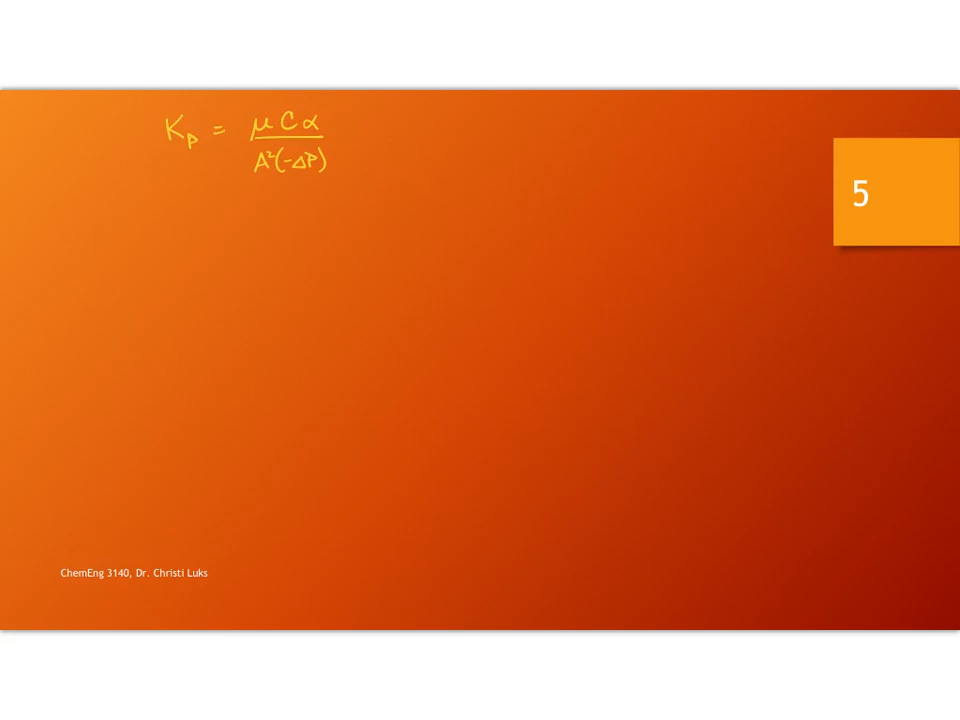 Kp = μCα / A²(-ΔP)
5
ChemEng 3140, Dr. Christi Luks